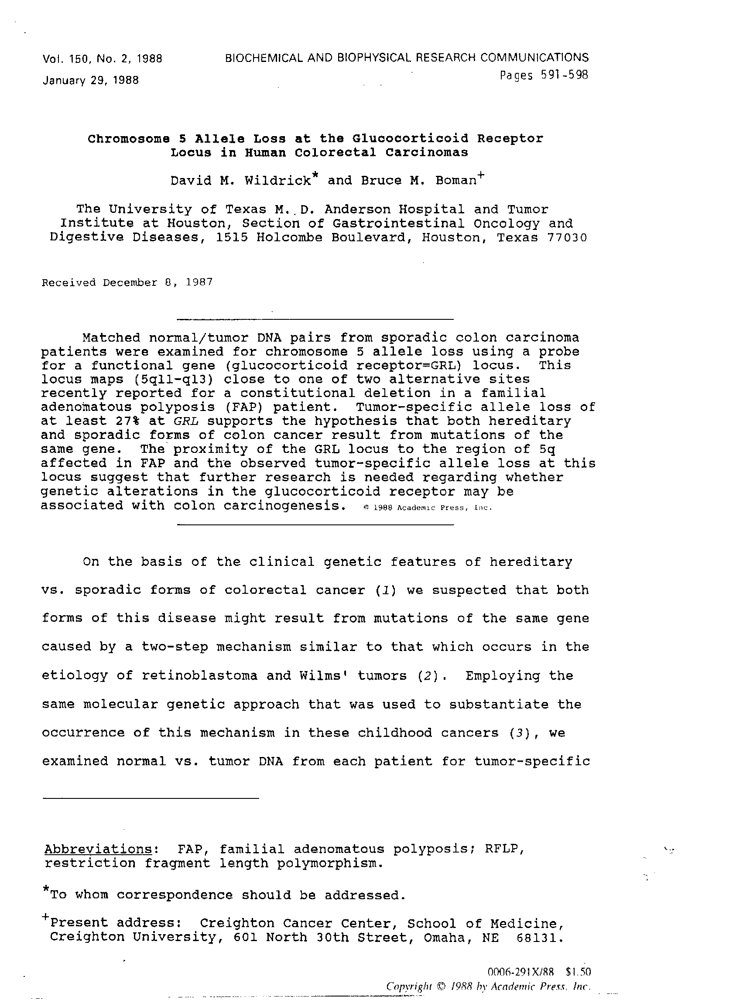 Vol. 150, No. 2, 1988 BIOCHEMICAL AND BIOPHYSICAL RESEARCH COMMUNICATIONS
January 29, 1988 Pages 591-598
Chromosome 5 Allele Loss at the Glucocorticoid Receptor
Locus in Human Colorectal Carcinomas
David M. Wildrick* and Bruce M. Boman+
The University of Texas M. D. Anderson Hospital and Tumor
Institute at Houston, Section of Gastrointestinal Oncology and
Digestive Diseases, 1515 Holcombe Boulevard, Houston, Texas 77030
Received December 8, 1987
Matched normal/tumor DNA pairs from sporadic colon carcinoma
patients were examined for chromosome 5 allele loss using a probe
for a functional gene (glucocorticoid receptor=GRL) locus. This
locus maps (5q11-q13) close to one of two alternative sites
recently reported for a constitutional deletion in a familial
adenomatous polyposis (FAP) patient. Tumor-specific allele loss of
at least 27% at GRL supports the hypothesis that both hereditary
and sporadic forms of colon cancer result from mutations of the
same gene. The proximity of the GRL locus to the region of 5q
affected in FAP and the observed tumor-specific allele loss at this
locus suggest that further research is needed regarding whether
genetic alterations in the glucocorticoid receptor may be
associated with colon carcinogenesis. © 1988 Academic Press, Inc.
On the basis of the clinical genetic features of hereditary
vs. sporadic forms of colorectal cancer (1) we suspected that both
forms of this disease might result from mutations of the same gene
caused by a two-step mechanism similar to that which occurs in the
etiology of retinoblastoma and Wilms' tumors (2). Employing the
same molecular genetic approach that was used to substantiate the
occurrence of this mechanism in these childhood cancers (3), we
examined normal vs. tumor DNA from each patient for tumor-specific
Abbreviations: FAP, familial adenomatous polyposis; RFLP,
restriction fragment length polymorphism.
*To whom correspondence should be addressed.
+Present address: Creighton Cancer Center, School of Medicine,
Creighton University, 601 North 30th Street, Omaha, NE 68131.
0006-291X/88 $1.50
Copyright © 1988 by Academic Press, Inc.